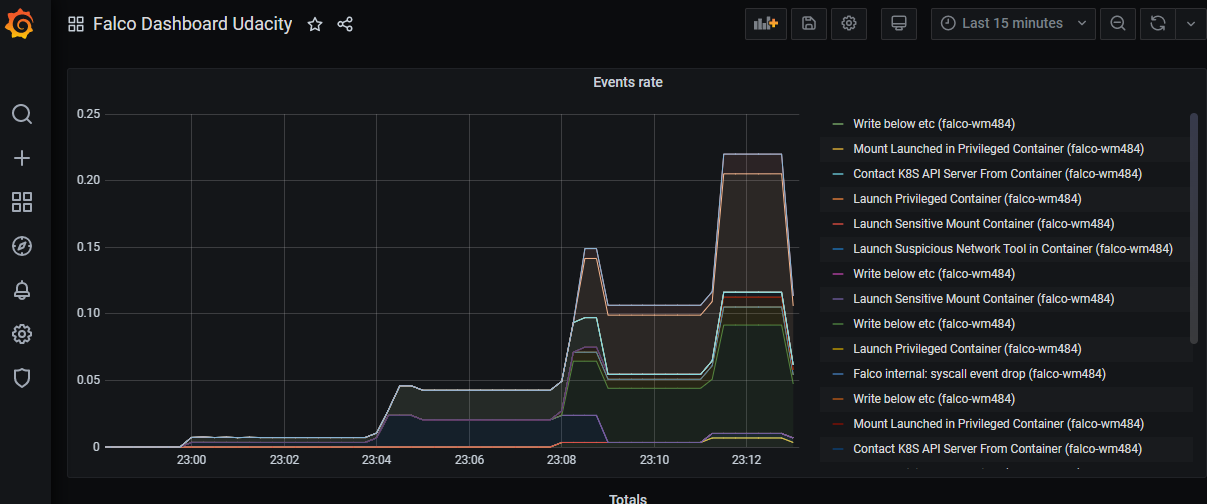 Falco Dashboard Udacity
Last 15 minutes
Events rate
0.25
0.20
0.15
0.10
0.05
0
23:00
23:02
23:04
23:06
23:08
23:10
23:12
Write below etc (falco-wm484)
Mount Launched in Privileged Container (falco-wm484)
Contact K8S API Server From Container (falco-wm484)
Launch Privileged Container (falco-wm484)
Launch Sensitive Mount Container (falco-wm484)
Launch Suspicious Network Tool in Container (falco-wm484)
Write below etc (falco-wm484)
Launch Sensitive Mount Container (falco-wm484)
Write below etc (falco-wm484)
Launch Privileged Container (falco-wm484)
Falco internal: syscall event drop (falco-wm484)
Write below etc (falco-wm484)
Mount Launched in Privileged Container (falco-wm484)
Contact K8S API Server From Container (falco-wm484)
Totals